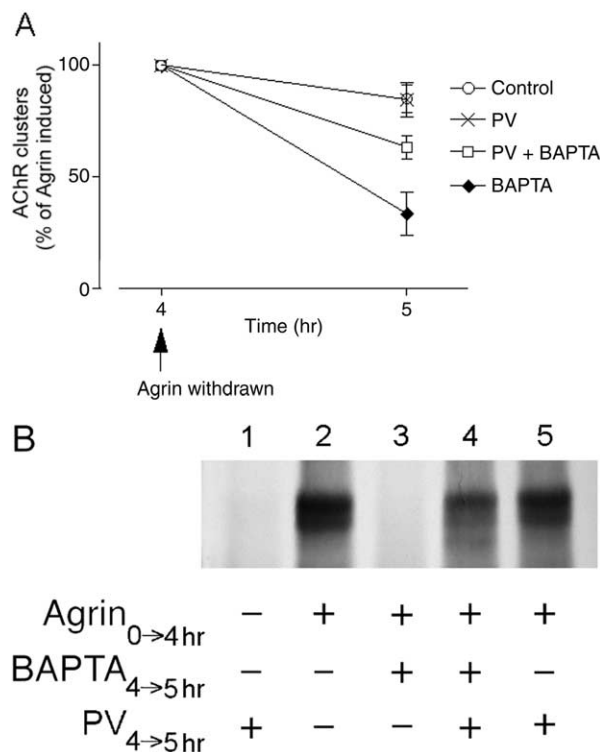 A
AChR clusters
(% of Agrin induced)
100
50
0
4
5
Time (hr)
Agrin withdrawn
Control
PV
PV + BAPTA
BAPTA
B
1 2 3 4 5
Agrin0→4hr − + + + +
BAPTA4→5hr − − + + −
PV4→5hr + − − + +